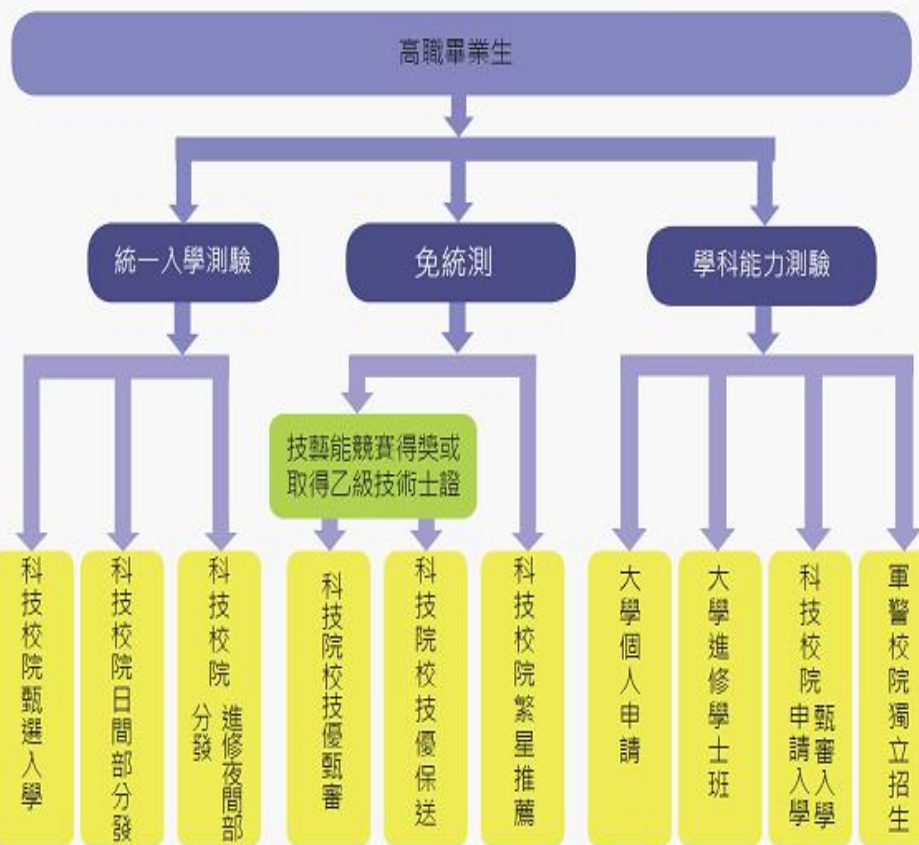 高職畢業生
統一入學測驗
免統測
學科能力測驗
技藝能競賽得獎或
取得乙級技術士證
科技校院甄選入學
科技校院日間部分發
科技校院
進修夜間部
分發
科技院校技優甄審
科技院校技優保送
科技校院繁星推薦
大學個人申請
大學進修學士班
科技校院
甄審入學
申請入學
軍警校院獨立招生